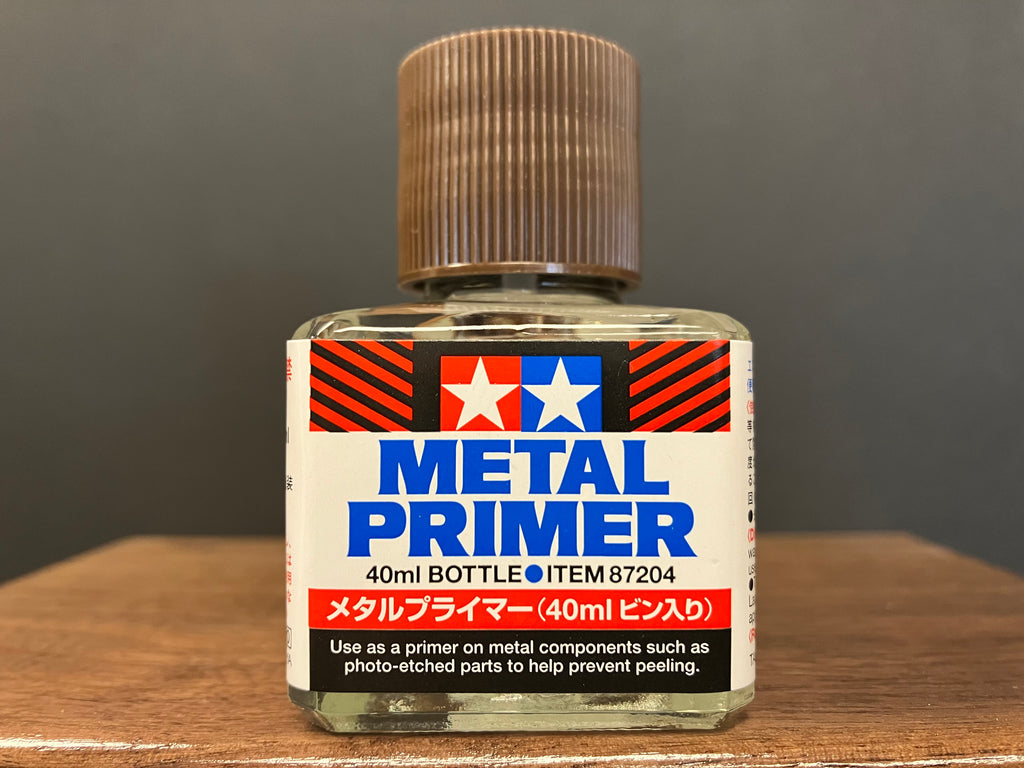 METAL
PRIMER
40ml BOTTLE●ITEM 87204
メタルプライマー(40ml ビン入り)
Use as a primer on metal components such as
photo-etched parts to help prevent peeling.